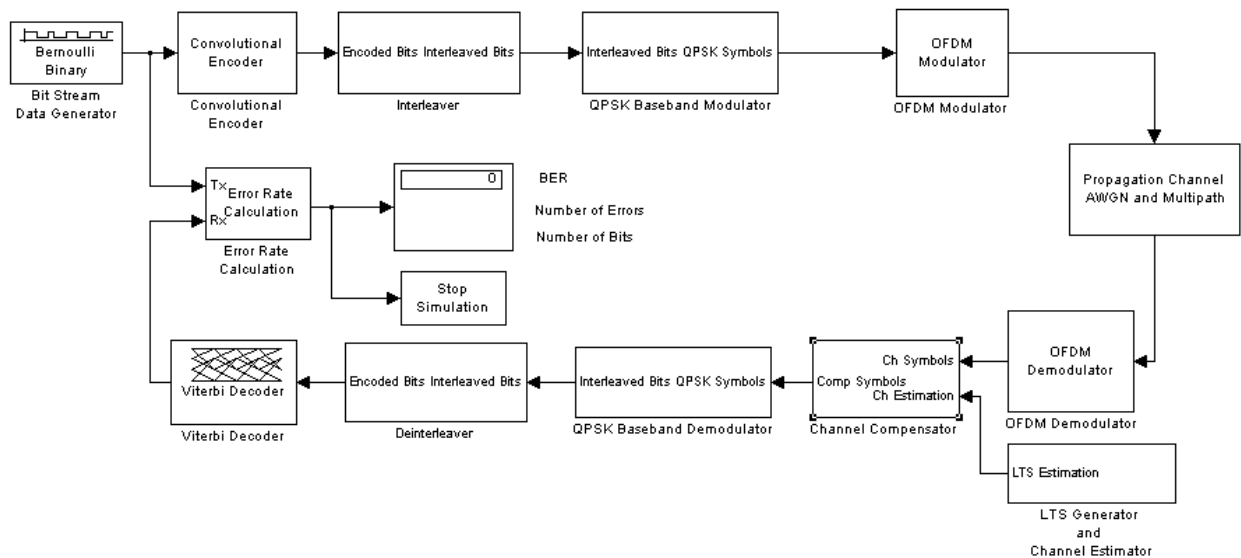 Bernoulli
Binary
Bit Stream
Data Generator
Convolutional
Encoder
Convolutional
Encoder
Encoded Bits Interleaved Bits
Interleaver
Interleaved Bits QPSK Symbols
QPSK Baseband Modulator
OFDM
Modulator
OFDM Modulator
Propagation Channel
AWGN and Multipath
Tx
Rx
Error Rate
Calculation
Error Rate
Calculation
0
BER
Number of Errors
Number of Bits
Stop
Simulation
Viterbi Decoder
Viterbi Decoder
Encoded Bits Interleaved Bits
Deinterleaver
Interleaved Bits QPSK Symbols
QPSK Baseband Demodulator
Ch Symbols
Comp Symbols
Ch Estimation
Channel Compensator
OFDM
Demodulator
OFDM Demodulator
LTS Estimation
LTS Generator
and
Channel Estimator